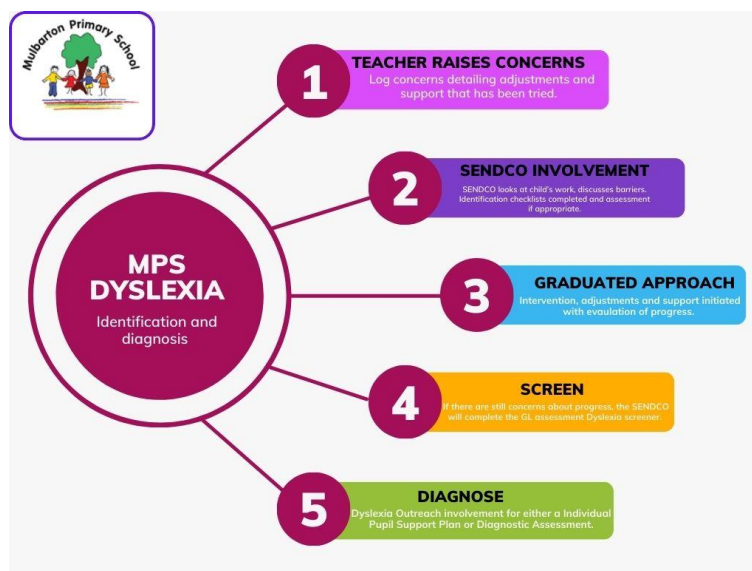 Mulbarton Primary School
1
TEACHER RAISES CONCERNS
Log concerns detailing adjustments and
support that has been tried.
2
SENDCO INVOLVEMENT
SENDCO looks at child's work, discusses barriers.
Identification checklists completed and assessment
if appropriate.
MPS
DYSLEXIA
Identification and
diagnosis
3
GRADUATED APPROACH
Intervention, adjustments and support initiated
with evaulation of progress.
4
SCREEN
If there are still concerns about progress, the SENDCO
will complete the GL assessment Dyslexia screener.
5
DIAGNOSE
Dyslexia Outreach involvement for either a Individual
Pupil Support Plan or Diagnostic Assessment.